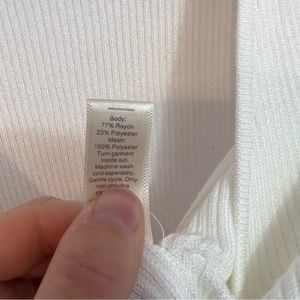 Body:
77% Rayon
23% Polyester
Mesh:
100% Polyester
Turn garment
inside out.
Machine wash
cold separately.
Gentle cycle. Only
non-chlorine